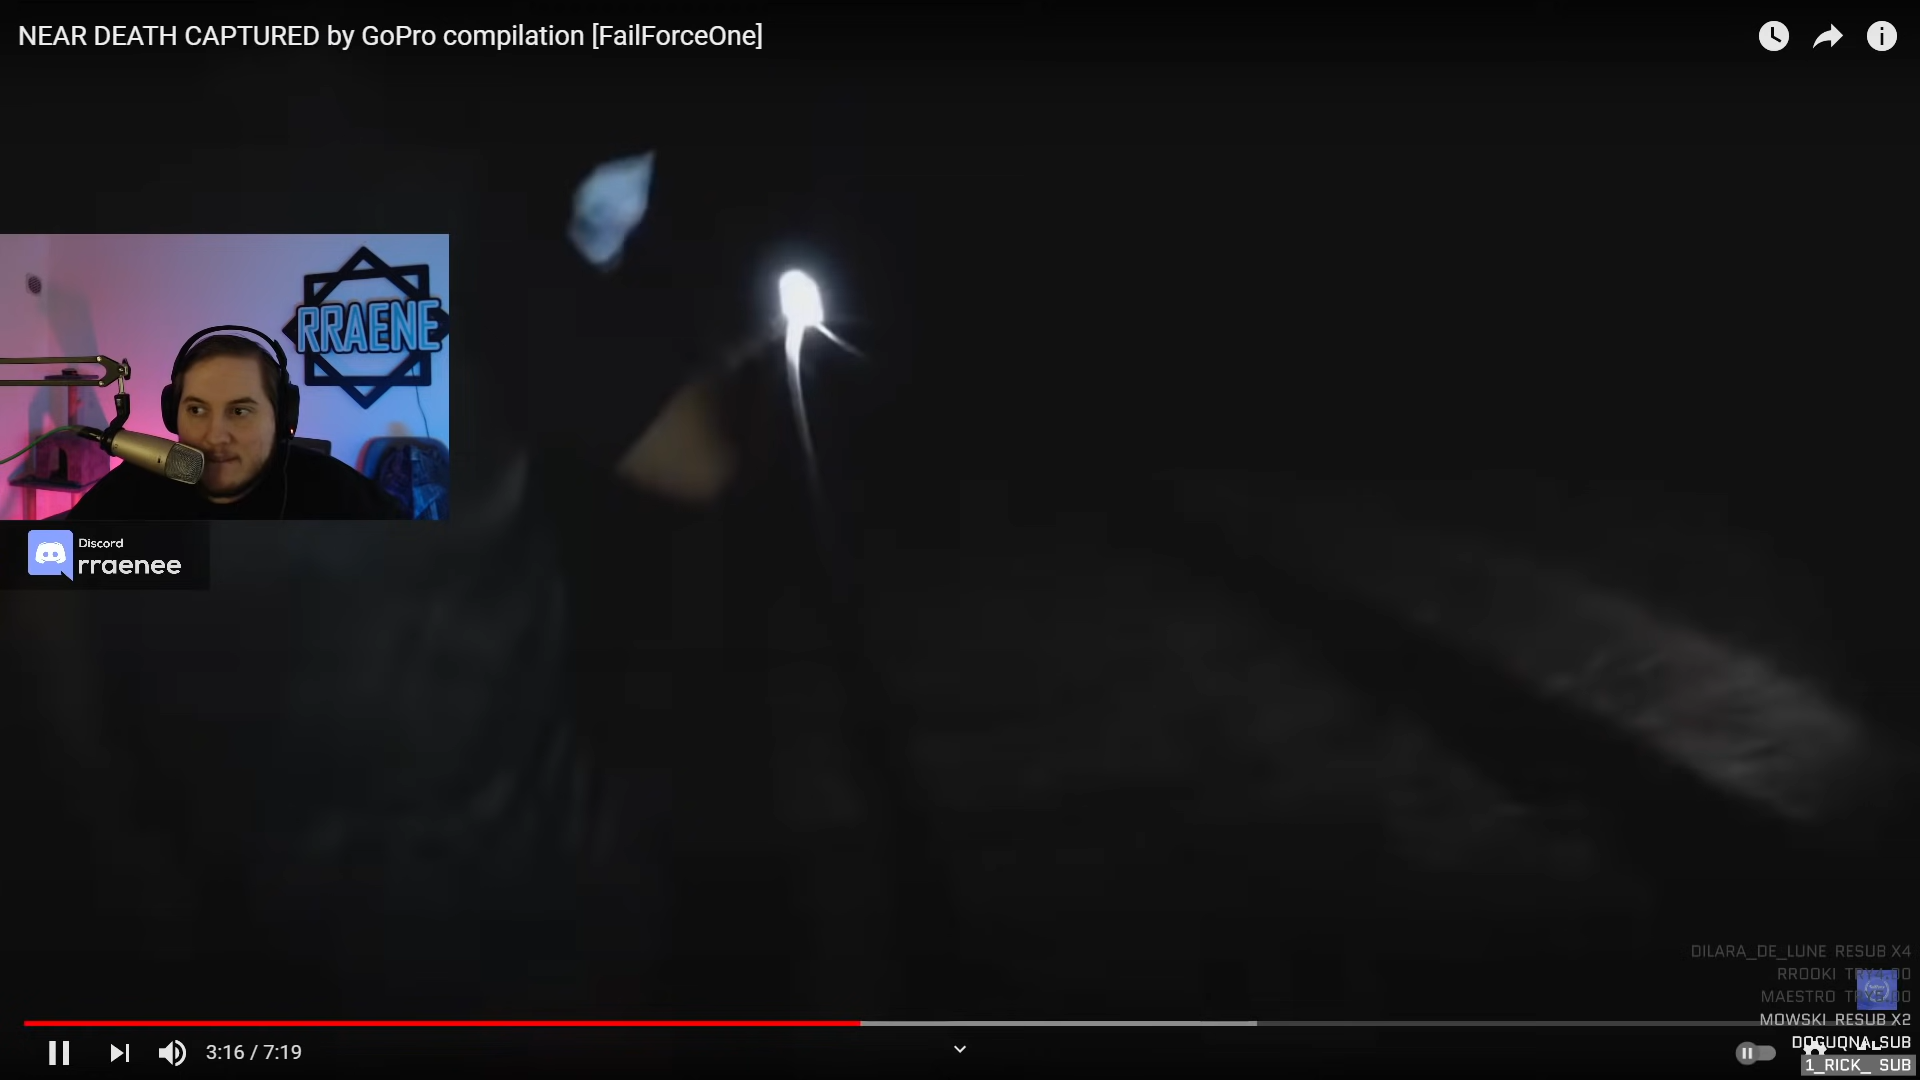 NEAR DEATH CAPTURED by GoPro compilation [FailForceOne]
RRAENE
Discord
rraenee
DILARA_DE_LUNE RESUB X4
RROOKI
MAESTRO
MOWSKI RESUB X2
DOGUQNA SUB
1_RICK_ SUB
3:16 / 7:19